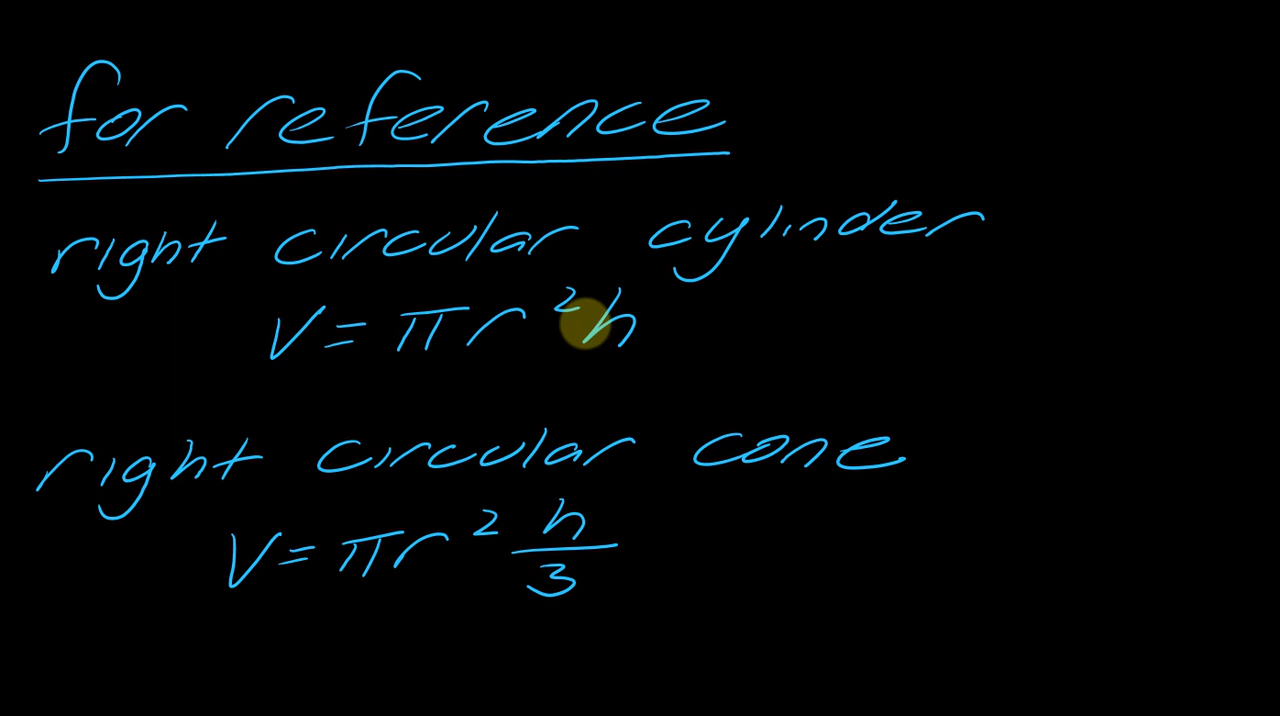 for reference
right circular cylinder
V = πr²h
right circular cone
V = πr² h/3